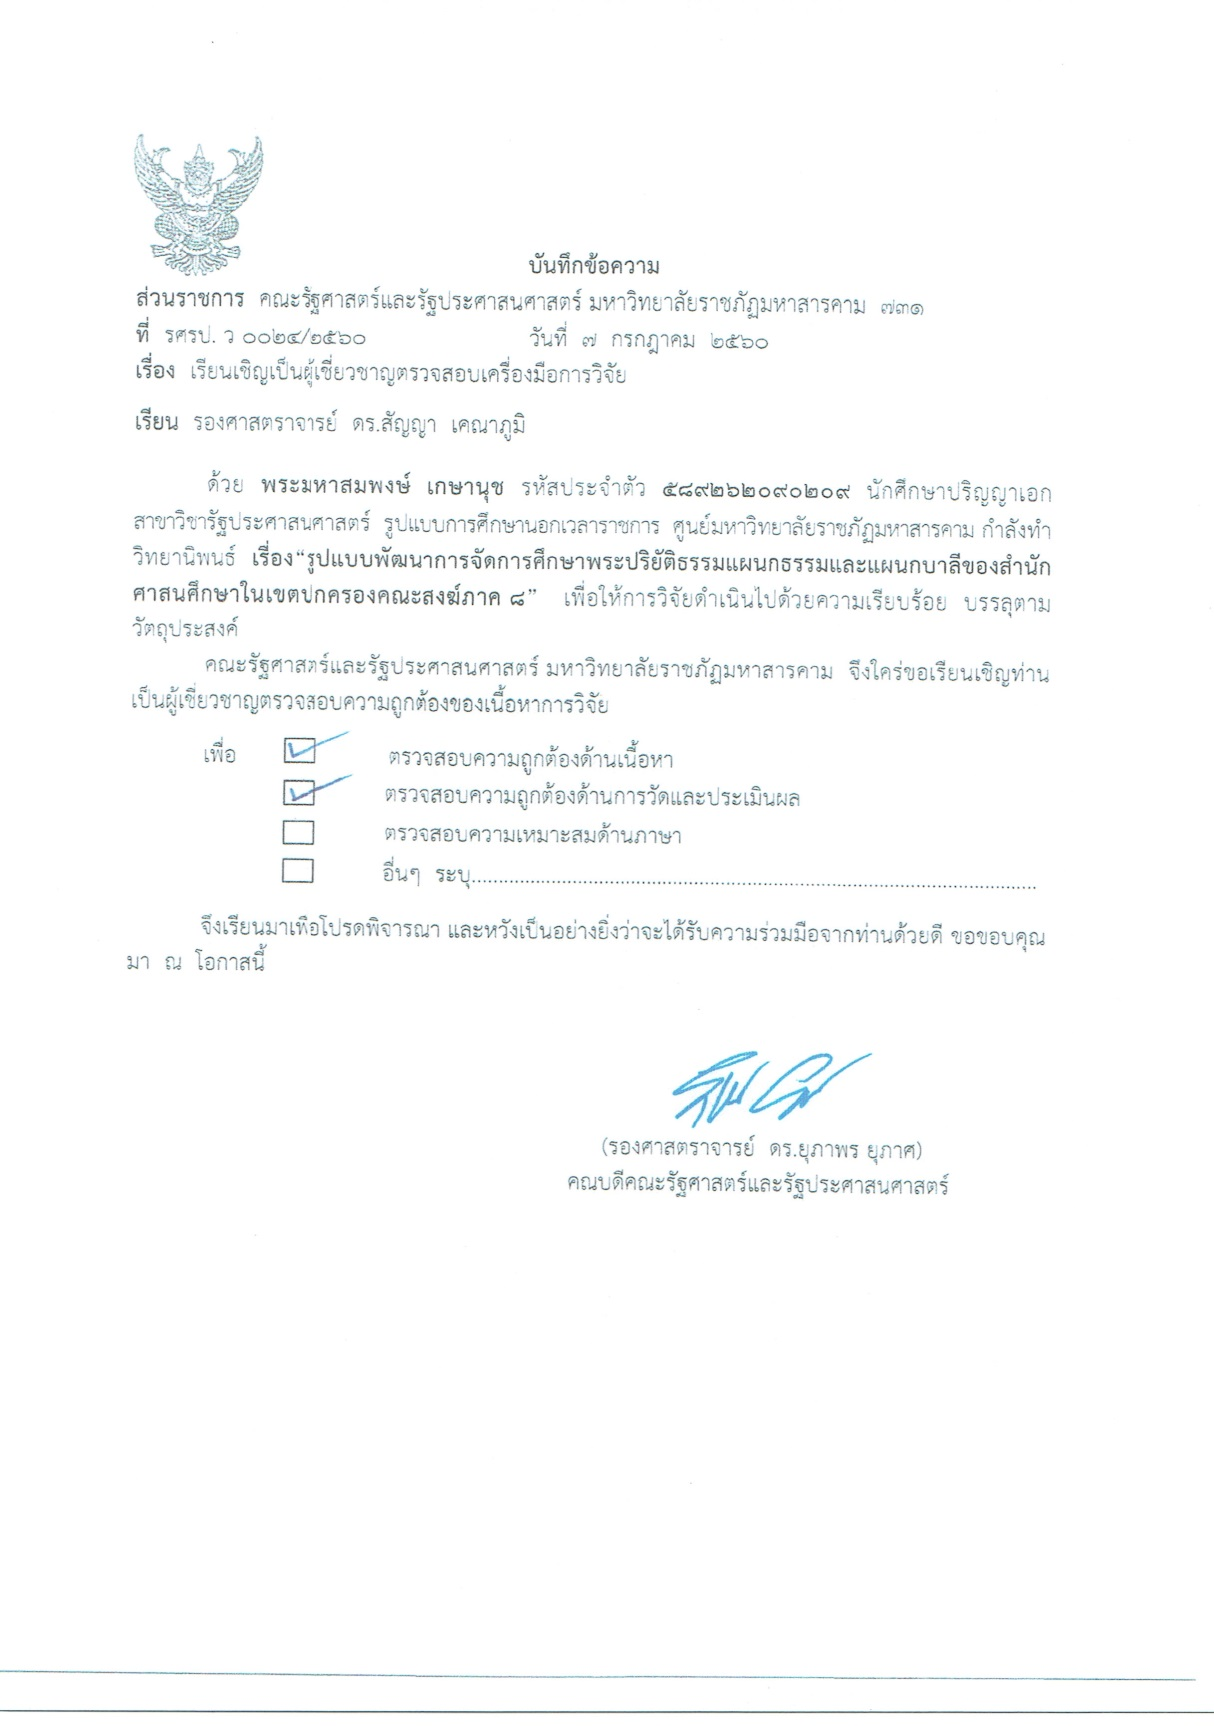 บันทึกข้อความ
ส่วนราชการ คณะรัฐศาสตร์และรัฐประศาสนศาสตร์ มหาวิทยาลัยราชภัฏมหาสารคาม ๗๓๑
ที่ รศรป. ว ๐๐๒๔/๒๕๖๐ วันที่ ๗ กรกฎาคม ๒๕๖๐
เรื่อง เรียนเชิญเป็นผู้เชี่ยวชาญตรวจสอบเครื่องมือการวิจัย
เรียน รองศาสตราจารย์ ดร.สัญญา เคณาภูมิ
ด้วย พระมหาสมพงษ์ เกษานุช รหัสประจำตัว ๕๘๙๒๖๒๐๙๐๒๐๙ นักศึกษาปริญญาเอก
สาขาวิชารัฐประศาสนศาสตร์ รูปแบบการศึกษานอกเวลาราชการ ศูนย์มหาวิทยาลัยราชภัฏมหาสารคาม กำลังทำ
วิทยานิพนธ์ เรื่อง“รูปแบบพัฒนาการจัดการศึกษาพระปริยัติธรรมแผนกธรรมและแผนกบาลีของสำนัก
ศาสนศึกษาในเขตปกครองคณะสงฆ์ภาค ๘” เพื่อให้การวิจัยดำเนินไปด้วยความเรียบร้อย บรรลุตาม
วัตถุประสงค์
คณะรัฐศาสตร์และรัฐประศาสนศาสตร์ มหาวิทยาลัยราชภัฏมหาสารคาม จึงใคร่ขอเรียนเชิญท่าน
เป็นผู้เชี่ยวชาญตรวจสอบความถูกต้องของเนื้อหาการวิจัย
เพื่อ ตรวจสอบความถูกต้องด้านเนื้อหา
ตรวจสอบความถูกต้องด้านการวัดและประเมินผล
ตรวจสอบความเหมาะสมด้านภาษา
อื่นๆ ระบุ..........................................................................................................
จึงเรียนมาเพื่อโปรดพิจารณา และหวังเป็นอย่างยิ่งว่าจะได้รับความร่วมมือจากท่านด้วยดี ขอขอบคุณ
มา ณ โอกาสนี้
(รองศาสตราจารย์ ดร.ยุภาพร ยุภาศ)
คณบดีคณะรัฐศาสตร์และรัฐประศาสนศาสตร์